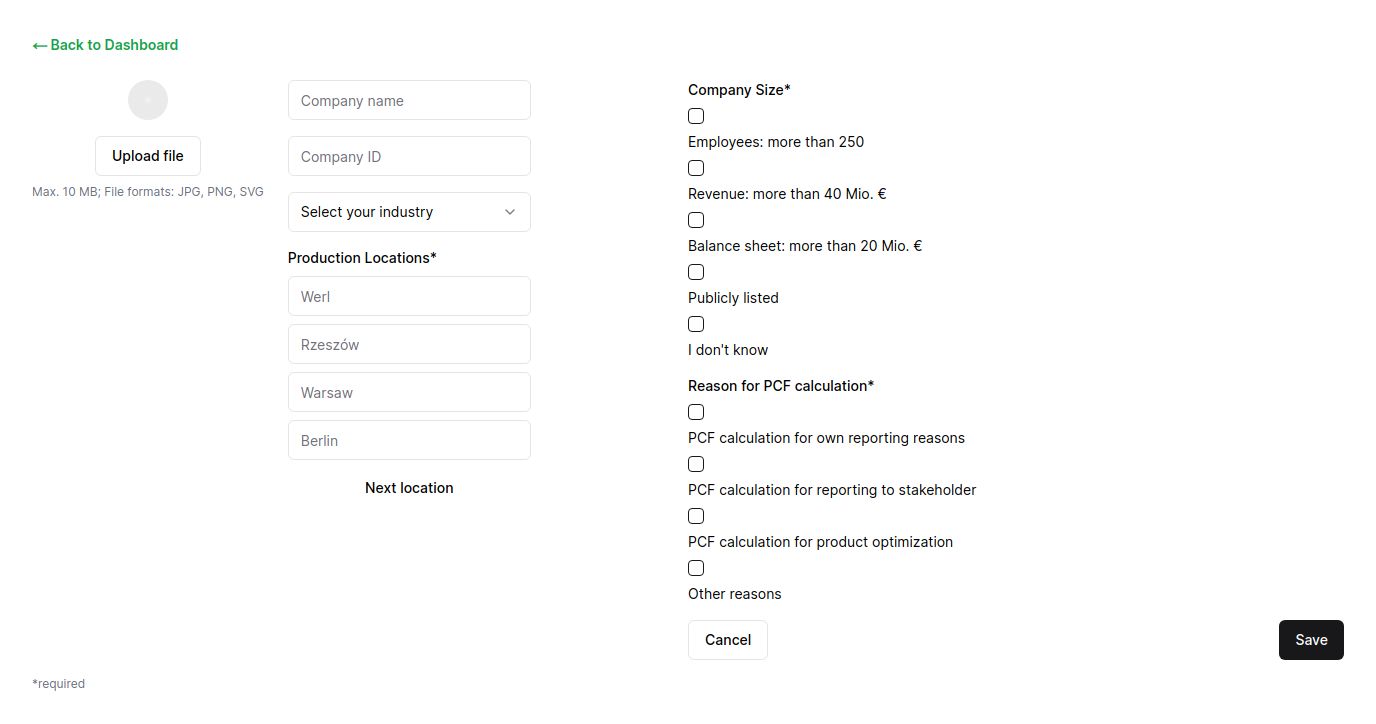 ← Back to Dashboard
Upload file
Max. 10 MB; File formats: JPG, PNG, SVG
Company name
Company ID
Select your industry
Production Locations*
Werl
Rzeszów
Warsaw
Berlin
Next location
Company Size*
Employees: more than 250
Revenue: more than 40 Mio. €
Balance sheet: more than 20 Mio. €
Publicly listed
I don't know
Reason for PCF calculation*
PCF calculation for own reporting reasons
PCF calculation for reporting to stakeholder
PCF calculation for product optimization
Other reasons
Cancel
Save
*required